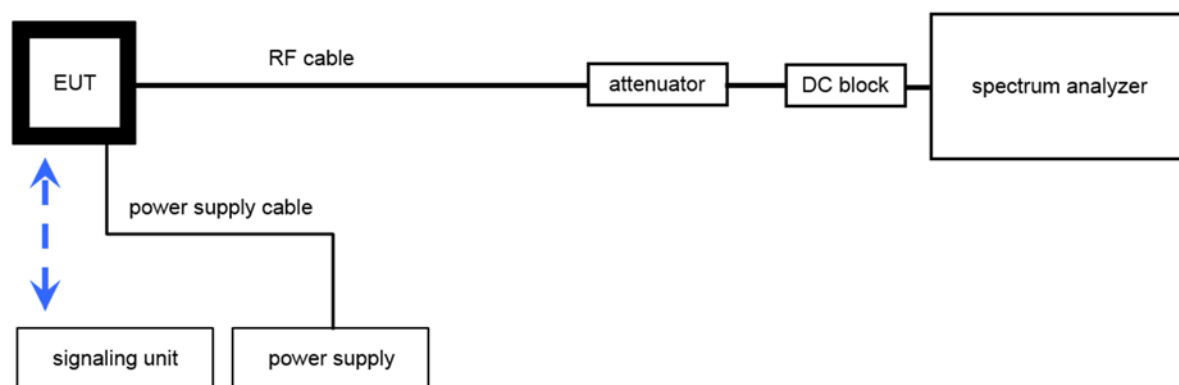 EUT
RF cable
attenuator
DC block
spectrum analyzer
power supply cable
signaling unit
power supply